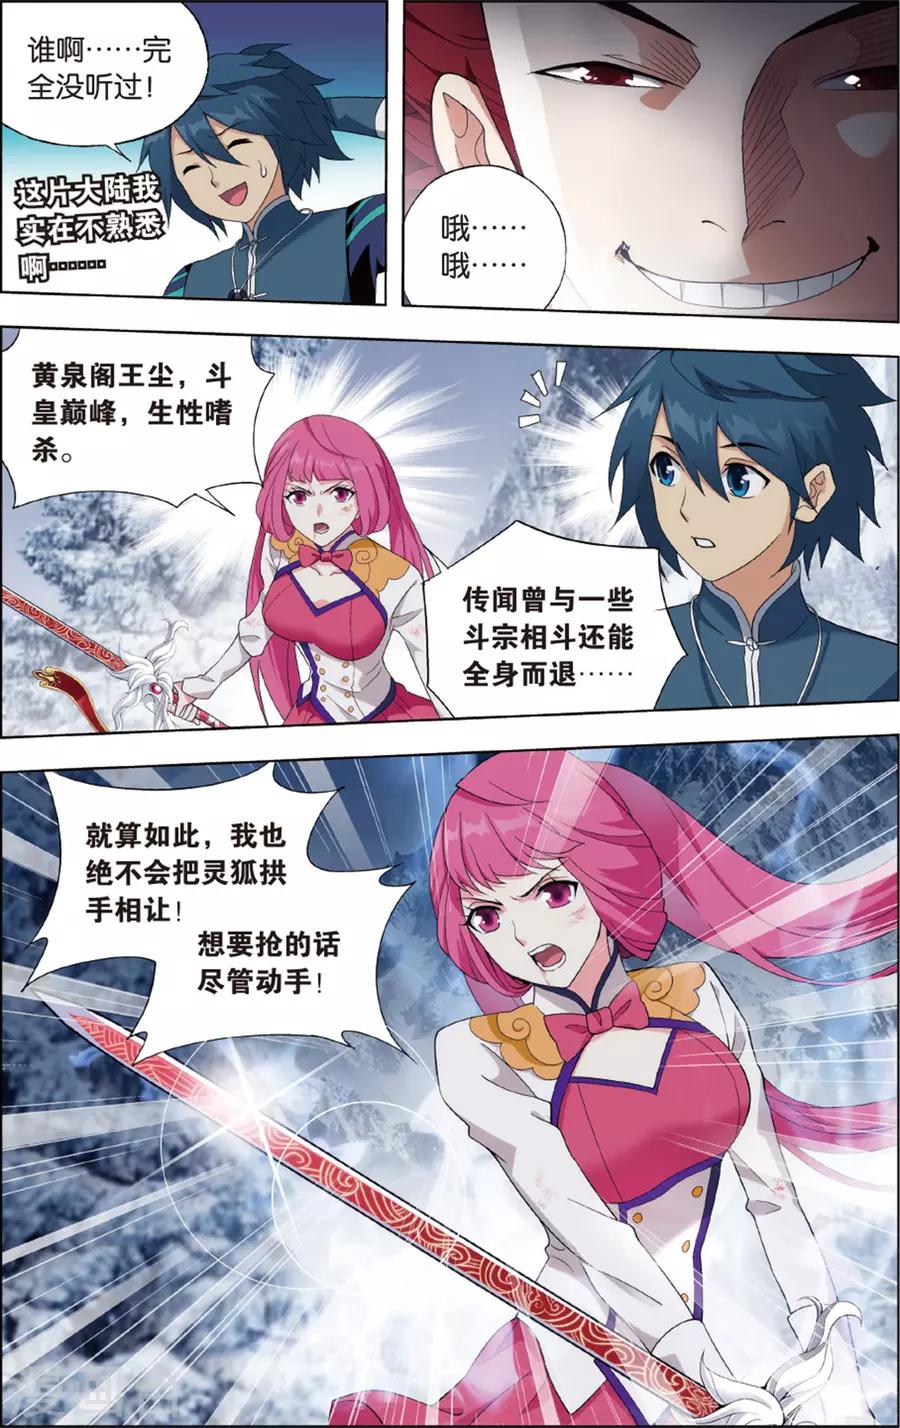 谁啊……完
全没听过！
这片大陆我
实在不熟悉
啊……
哦……
哦……
黄泉阁王尘，斗
皇巅峰，生性嗜
杀。
传闻曾与一些
斗宗相斗还能
全身而退……
就算如此，我也
绝不会把灵狐拱
手相让！
想要抢的话
尽管动手！